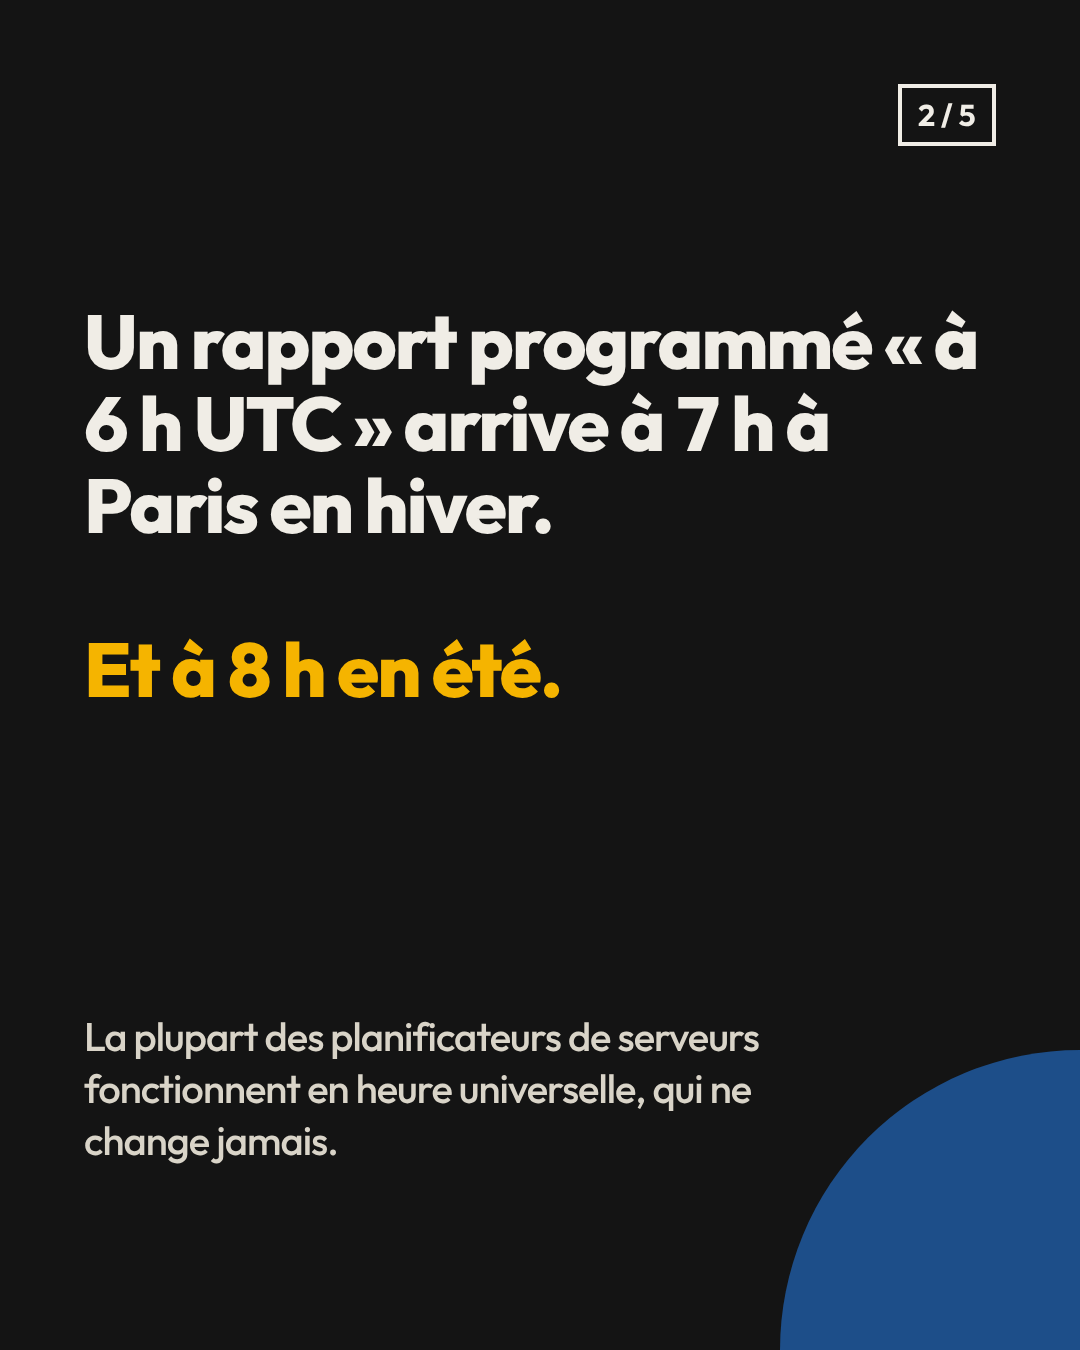 2 / 5
Un rapport programmé « à
6 h UTC » arrive à 7 h à
Paris en hiver.
Et à 8 h en été.
La plupart des planificateurs de serveurs
fonctionnent en heure universelle, qui ne
change jamais.